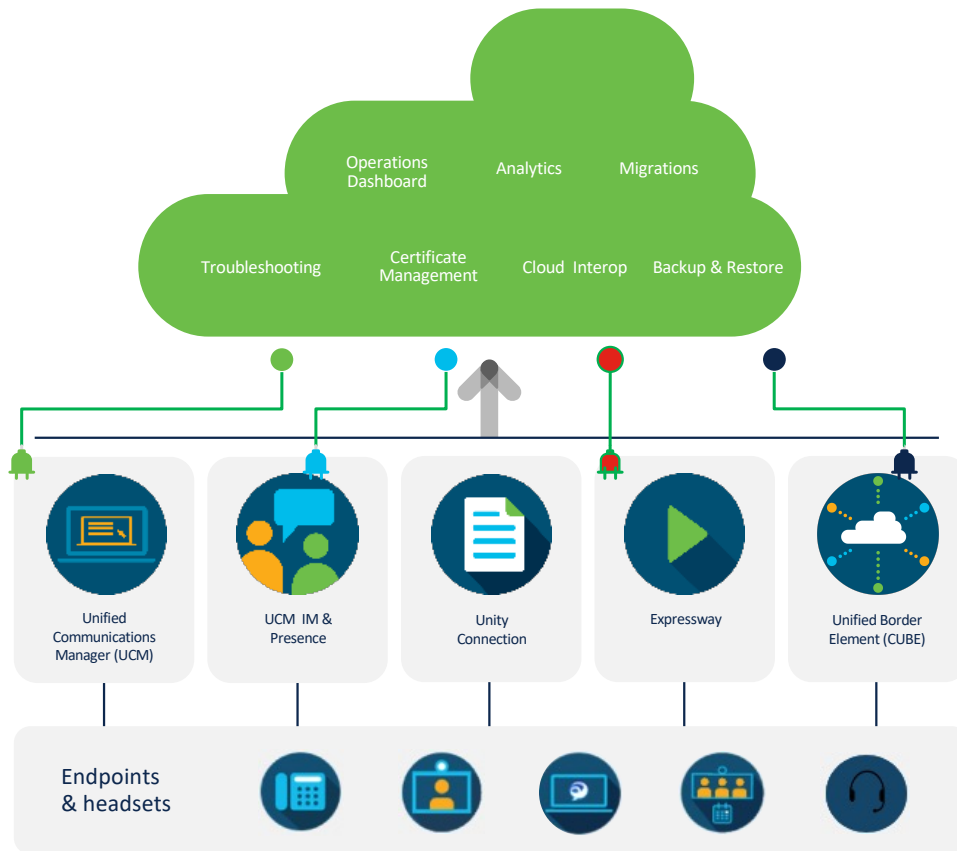 Operations
Dashboard
Analytics
Migrations
Troubleshooting
Certificate
Management
Cloud Interop
Backup & Restore
Unified
Communications
Manager (UCM)
UCM IM &
Presence
Unity
Connection
Expressway
Unified Border
Element (CUBE)
Endpoints
& headsets